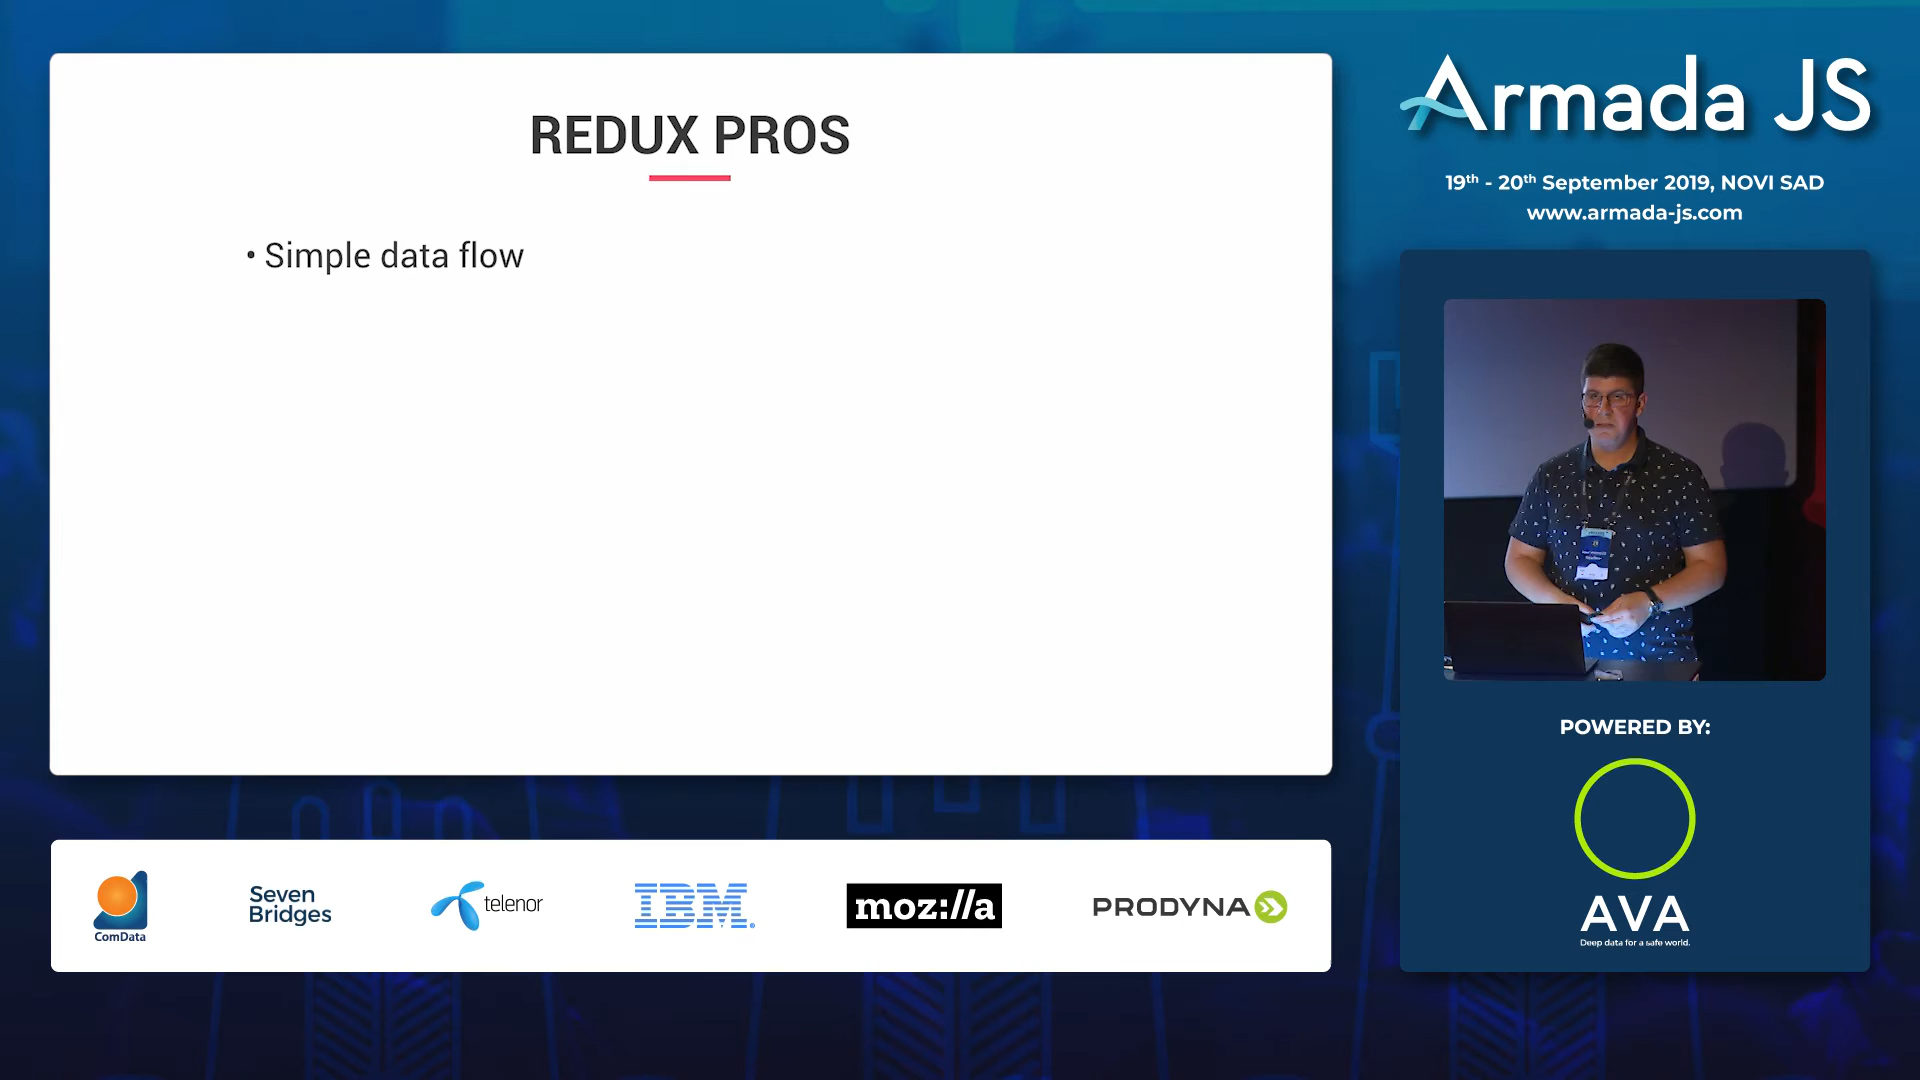 REDUX PROS
• Simple data flow
Armada JS
19th - 20th September 2019, NOVI SAD
www.armada-js.com
POWERED BY:
AVA
Deep data for a safe world.
ComData
Seven
Bridges
telenor
IBM®
moz://a
PRODYNA